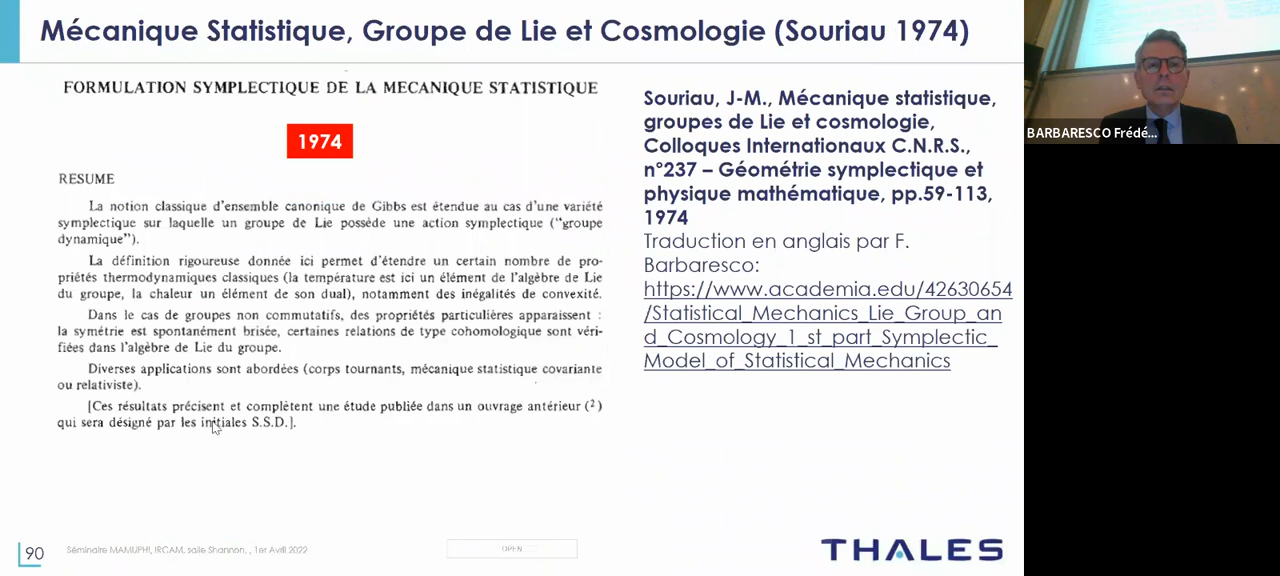 Mécanique Statistique, Groupe de Lie et Cosmologie (Souriau 1974)
FORMULATION SYMPLECTIQUE DE LA MECANIQUE STATISTIQUE
1974
RESUME
La notion classique d'ensemble canonique de Gibbs est étendue au cas d'une variété
symplectique sur laquelle un groupe de Lie possède une action symplectique ("groupe
dynamique").
La définition rigoureuse donnée ici permet d'étendre un certain nombre de pro-
priétés thermodynamiques classiques (la température est ici un élément de l'algèbre de Lie
du groupe, la chaleur un élément de son dual), notamment des inégalités de convexité.
Dans le cas de groupes non commutatifs, des propriétés particulières apparaissent :
la symétrie est spontanément brisée, certaines relations de type cohomologique sont véri-
fiées dans l'algèbre de Lie du groupe.
Diverses applications sont abordées (corps tournants, mécanique statistique covariante
ou relativiste).
[Ces résultats précisent et complètent une étude publiée dans un ouvrage antérieur (²)
qui sera désigné par les initiales S.S.D.].
Souriau, J-M., Mécanique statistique,
groupes de Lie et cosmologie,
Colloques Internationaux C.N.R.S.,
n°237 – Géométrie symplectique et
physique mathématique, pp.59-113,
1974
Traduction en anglais par F.
Barbaresco:
https://www.academia.edu/42630654
/Statistical_Mechanics_Lie_Group_an
d_Cosmology_1_st_part_Symplectic_
Model_of_Statistical_Mechanics
BARBARESCO Frédé...
90
Séminaire MAMUPHI, IRCAM, salle Shannon, , 1er Avril 2022
OPEN
THALES